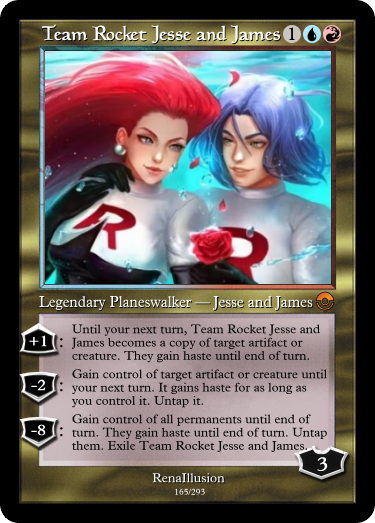 Team Rocket Jesse and James 1
R
R
Legendary Planeswalker — Jesse and James
+1: Until your next turn, Team Rocket Jesse and
James becomes a copy of target artifact or
creature. They gain haste until end of turn.
-2: Gain control of target artifact or creature until
your next turn. It gains haste for as long as
you control it. Untap it.
-8: Gain control of all permanents until end of
turn. They gain haste until end of turn. Untap
them. Exile Team Rocket Jesse and James.
3
RenaIllusion
165/293